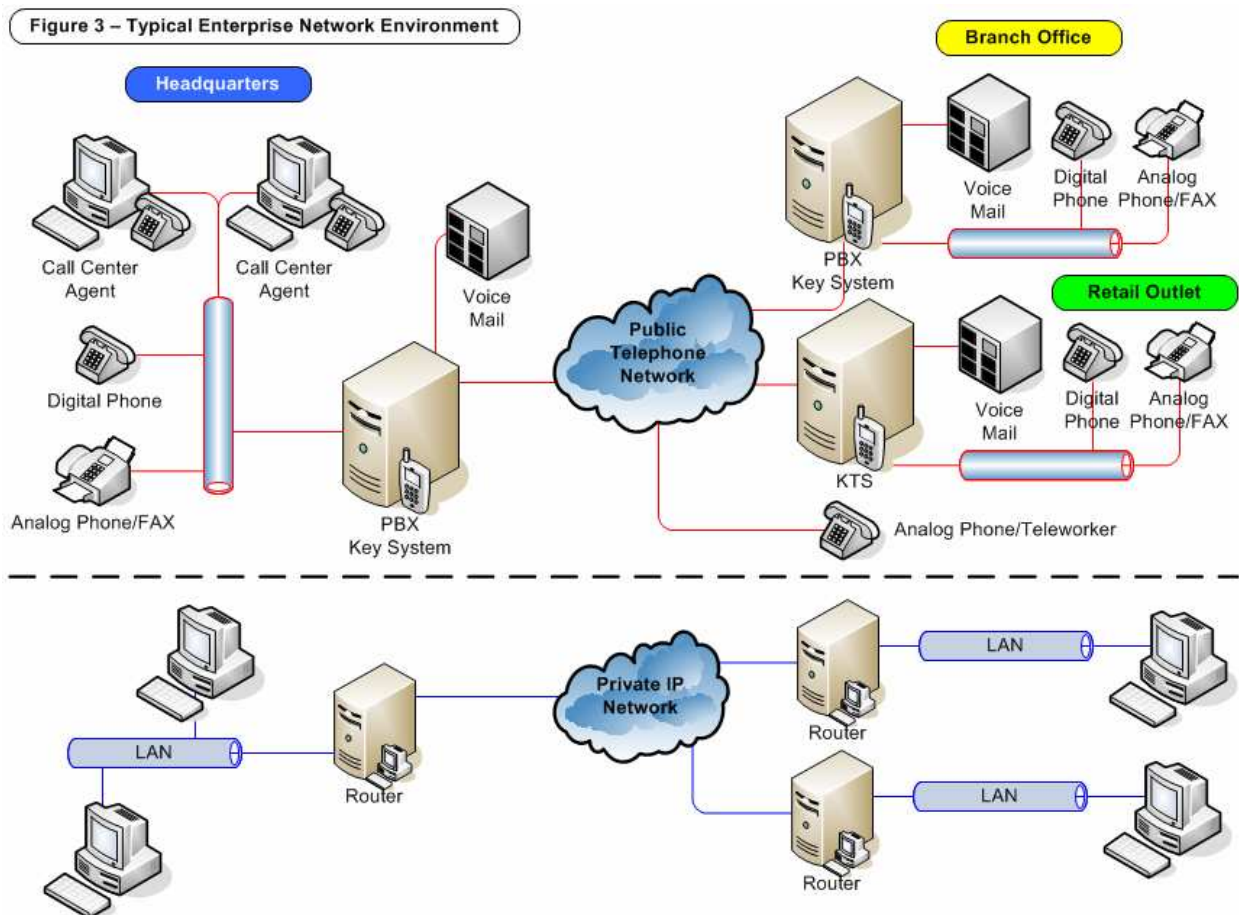 Figure 3 – Typical Enterprise Network Environment
Headquarters
Branch Office
Call Center
Agent
Call Center
Agent
Voice
Mail
Digital Phone
Analog Phone/FAX
PBX
Key System
Public
Telephone
Network
PBX
Key System
Voice
Mail
Digital
Phone
Analog
Phone/FAX
Retail Outlet
KTS
Voice
Mail
Digital
Phone
Analog
Phone/FAX
Analog Phone/Teleworker
LAN
Router
Private IP
Network
Router
LAN
Router
LAN